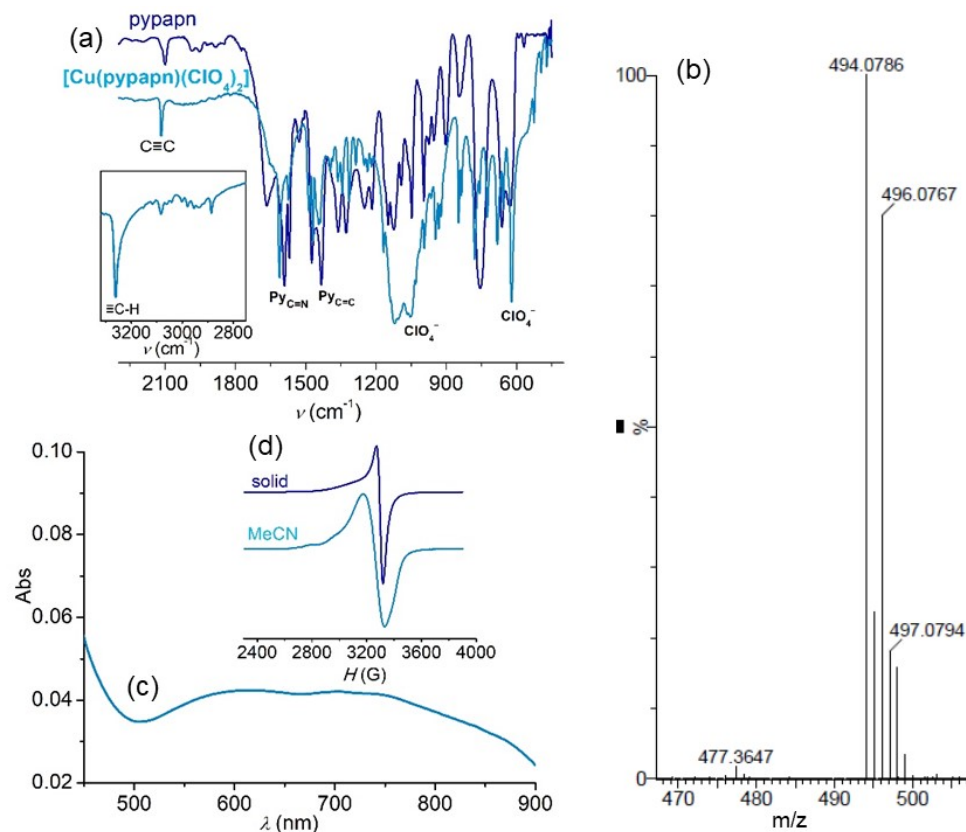 (a)
pypapn
[Cu(pypapn)(ClO₄)₂]
C≡C
≡C-H
3200 3000 2800
ν (cm⁻¹)
Py C=N
Py C=C
ClO₄⁻
ClO₄⁻
2100 1800 1500 1200 900 600
ν (cm⁻¹)
(b)
100
494.0786
496.0767
%
497.0794
477.3647
0
470 480 490 500
m/z
0.10
0.08
0.06
0.04
0.02
Abs
(d)
solid
MeCN
2400 2800 3200 3600 4000
H (G)
(c)
500 600 700 800 900
λ (nm)